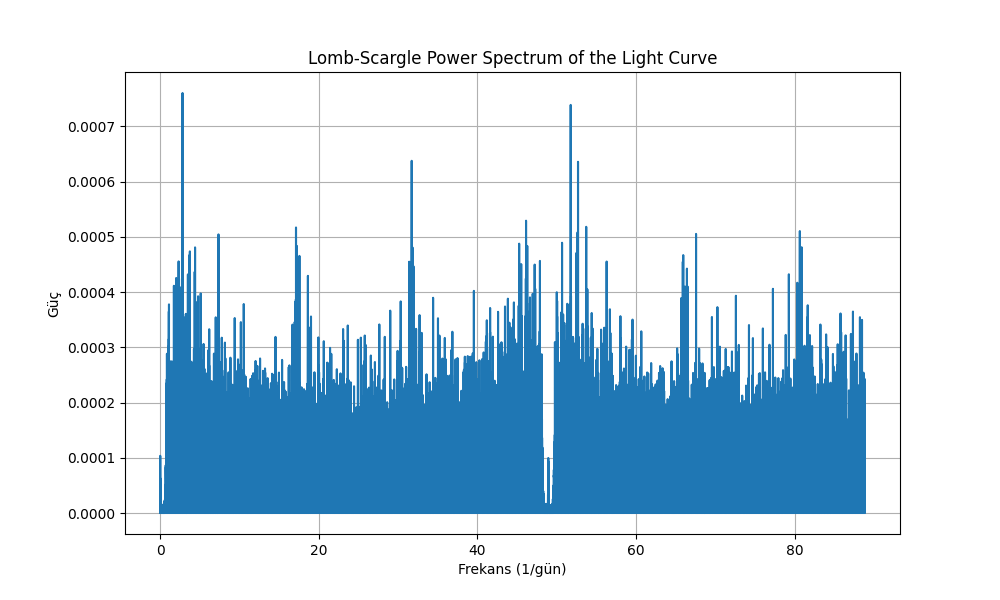 Lomb-Scargle Power Spectrum of the Light Curve
0.0007
0.0006
0.0005
0.0004
0.0003
0.0002
0.0001
0.0000
Güç
0 20 40 60 80
Frekans (1/gün)